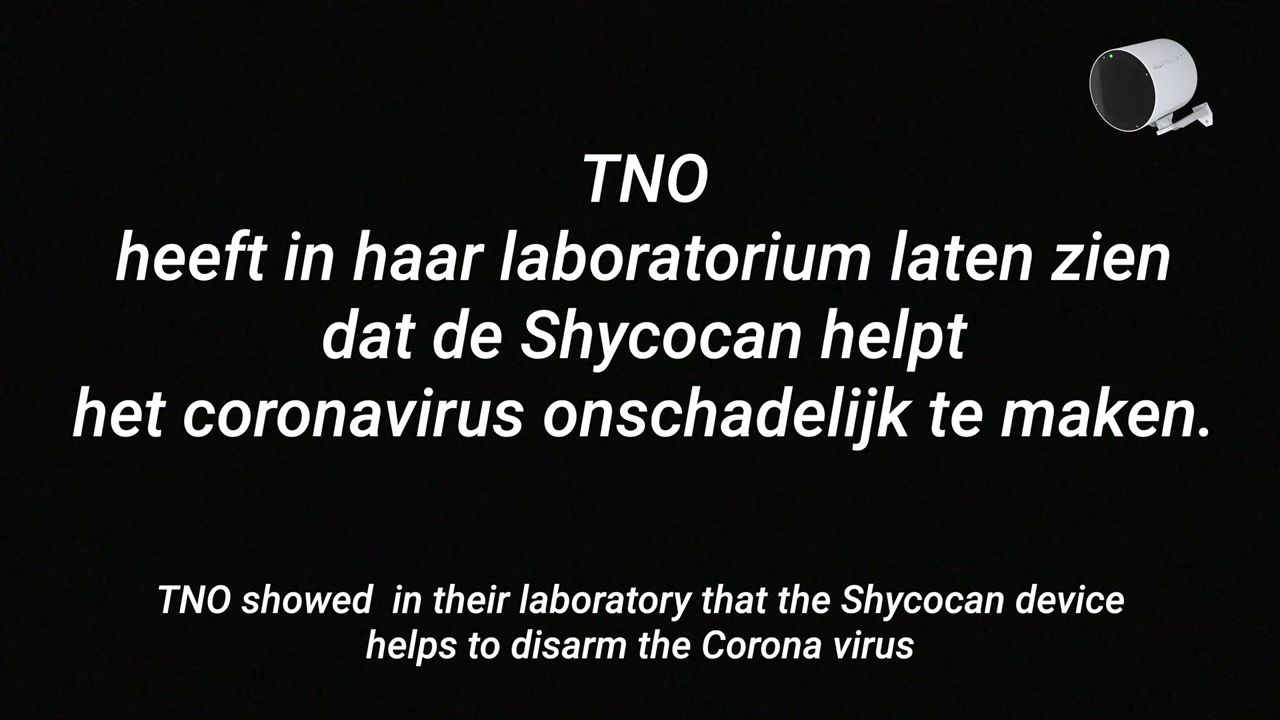 TNO
heeft in haar laboratorium laten zien
dat de Shycocan helpt
het coronavirus onschadelijk te maken.
TNO showed in their laboratory that the Shycocan device
helps to disarm the Corona virus